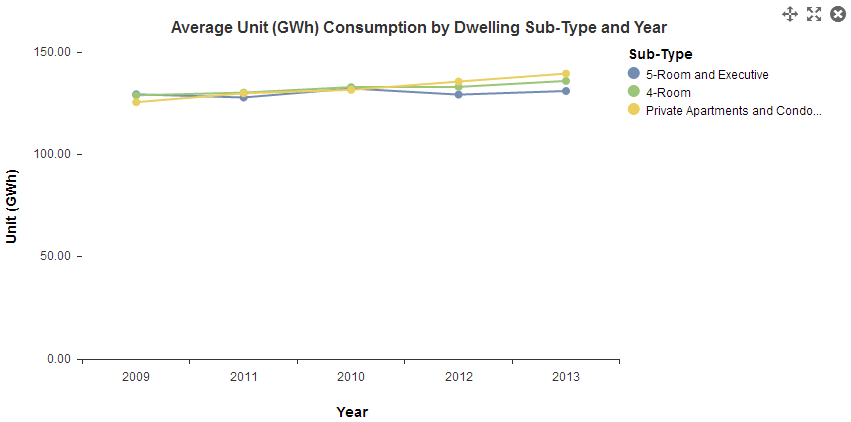 Average Unit (GWh) Consumption by Dwelling Sub-Type and Year
Sub-Type
5-Room and Executive
4-Room
Private Apartments and Condo...
Unit (GWh)
150.00
100.00
50.00
0.00
2009 2011 2010 2012 2013
Year